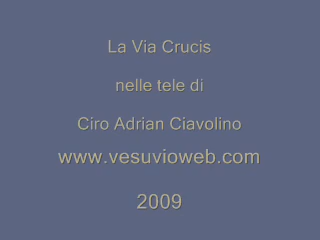 La Via Crucis
nelle tele di
Ciro Adrian Ciavolino
www.vesuvioweb.com
2009